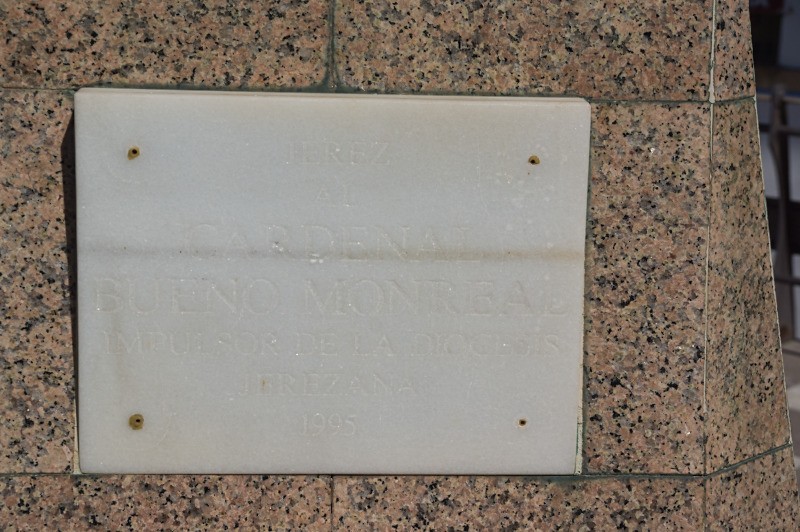 JEREZ
AL
CARDENAL
BUENO MONREAL
IMPULSOR DE LA DIOCESIS
JEREZANA
1995